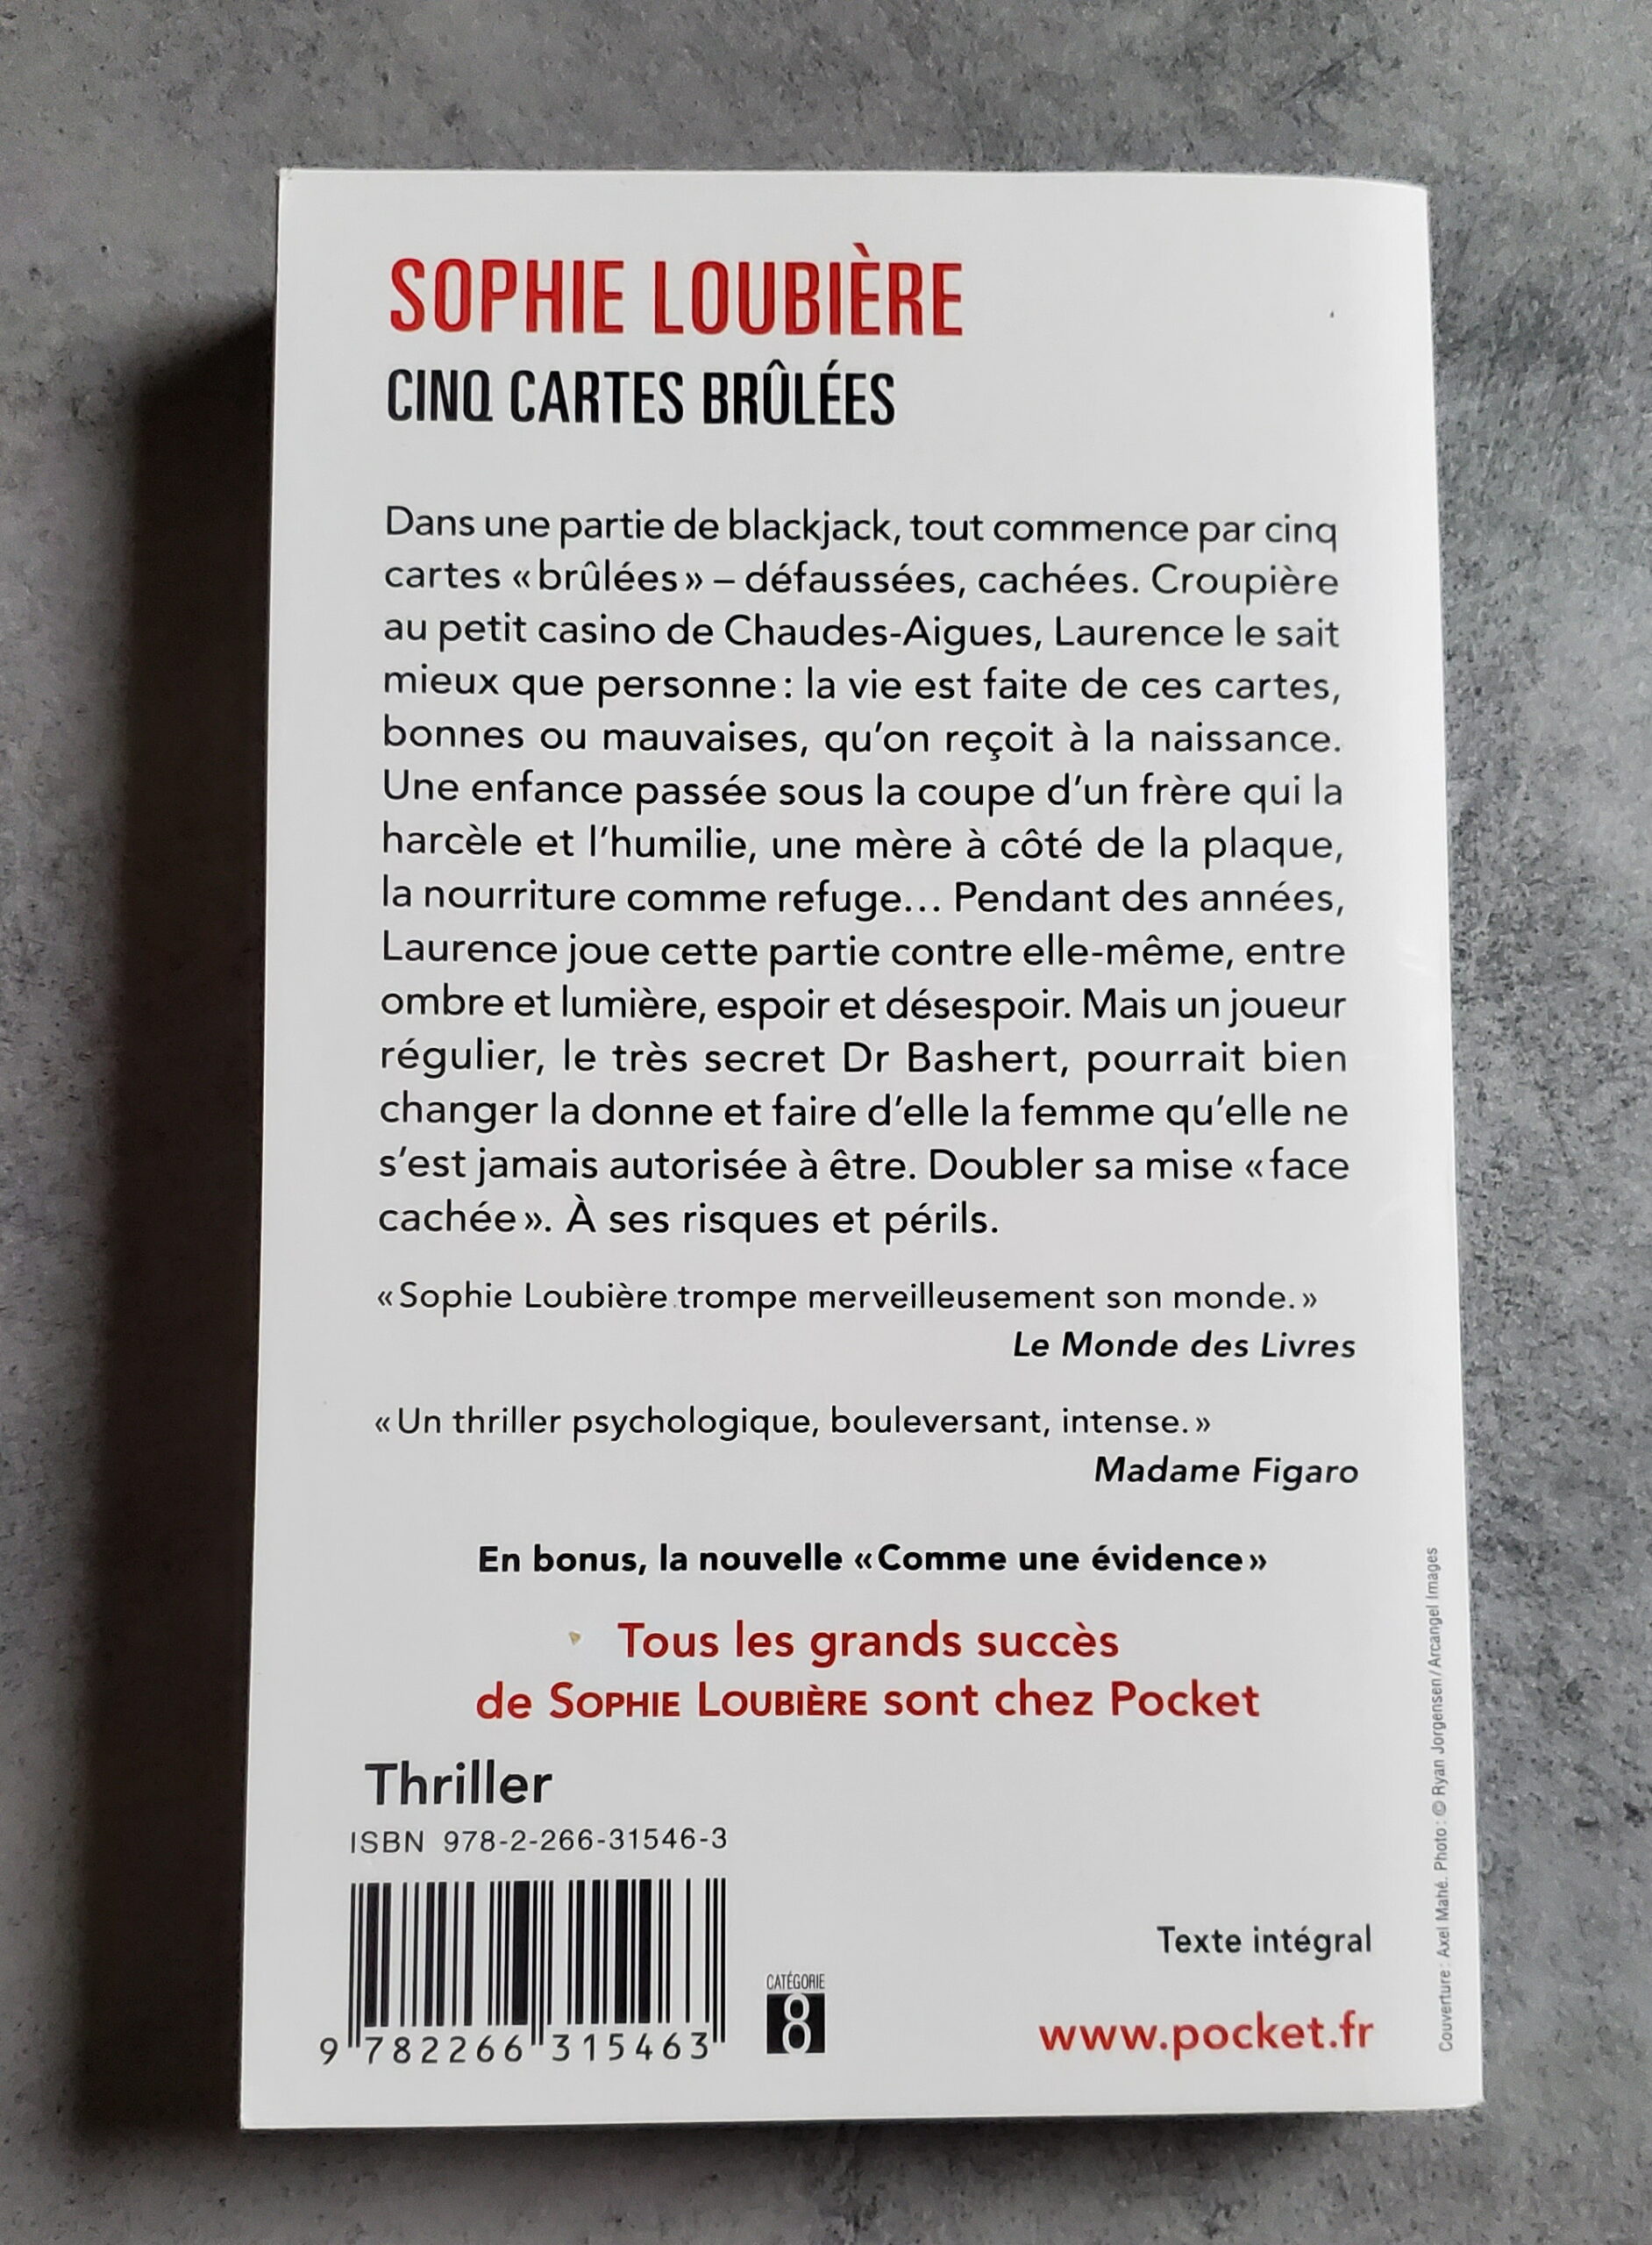 SOPHIE LOUBIÈRE
CINQ CARTES BRÛLÉES
Dans une partie de blackjack, tout commence par cinq
cartes « brûlées » – défaussées, cachées. Croupière
au petit casino de Chaudes-Aigues, Laurence le sait
mieux que personne : la vie est faite de ces cartes,
bonnes ou mauvaises, qu’on reçoit à la naissance.
Une enfance passée sous la coupe d’un frère qui la
harcèle et l’humilie, une mère à côté de la plaque,
la nourriture comme refuge… Pendant des années,
Laurence joue cette partie contre elle-même, entre
ombre et lumière, espoir et désespoir. Mais un joueur
régulier, le très secret Dr Bashert, pourrait bien
changer la donne et faire d’elle la femme qu’elle ne
s’est jamais autorisée à être. Doubler sa mise « face
cachée ». À ses risques et périls.
« Sophie Loubière trompe merveilleusement son monde. »
Le Monde des Livres
« Un thriller psychologique, bouleversant, intense. »
Madame Figaro
En bonus, la nouvelle « Comme une évidence »
Tous les grands succès
de SOPHIE LOUBIÈRE sont chez Pocket
Thriller
ISBN 978-2-266-31546-3
9 782266 315463
CATÉGORIE
8
Texte intégral
www.pocket.fr
Couverture : Axel Mahé. Photo : © Ryan Jorgensen / Arcangel Images